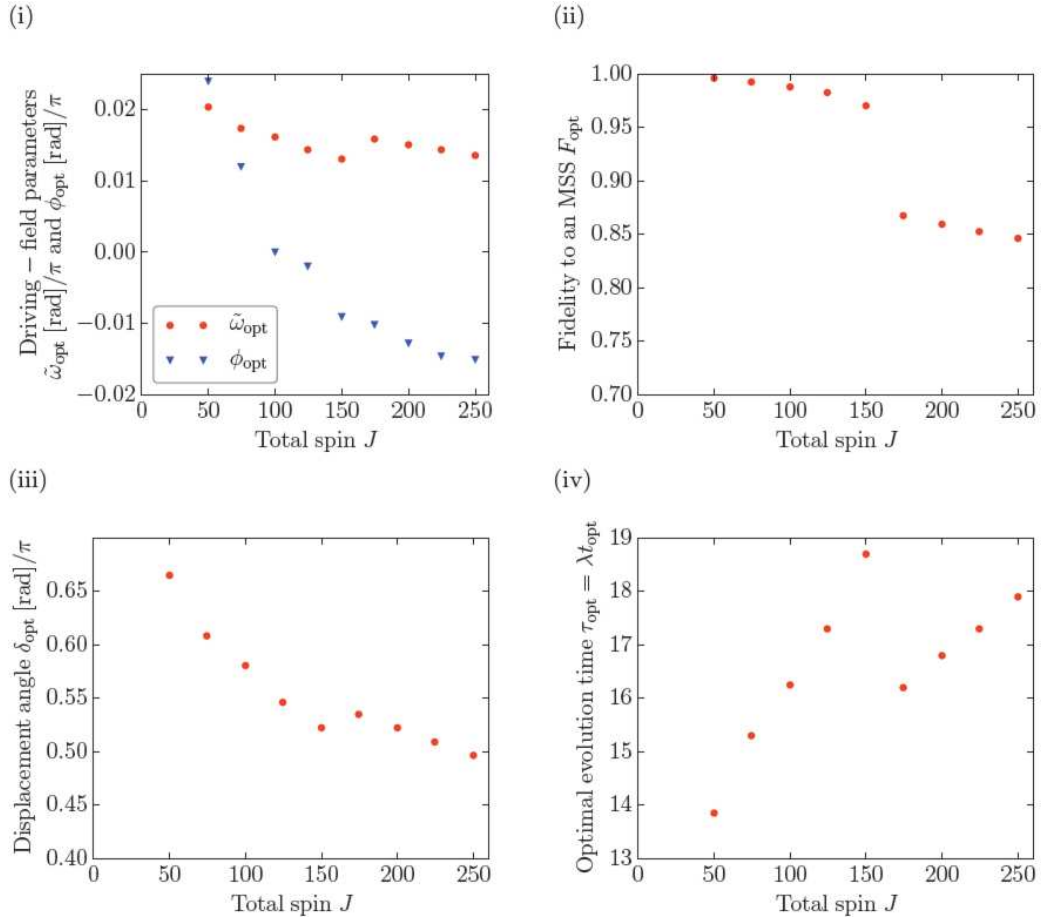 (i)
Driving – field parameters
ω̃opt [rad]/π and ϕopt [rad]/π
0.02
0.01
0.00
−0.01
−0.02
ω̃opt
ϕopt
0 50 100 150 200 250
Total spin J
(ii)
Fidelity to an MSS Fopt
1.00
0.95
0.90
0.85
0.80
0.75
0.70
0 50 100 150 200 250
Total spin J
(iii)
Displacement angle δopt [rad]/π
0.65
0.60
0.55
0.50
0.45
0.40
0 50 100 150 200 250
Total spin J
(iv)
Optimal evolution time τopt = λtopt
19
18
17
16
15
14
13
0 50 100 150 200 250
Total spin J